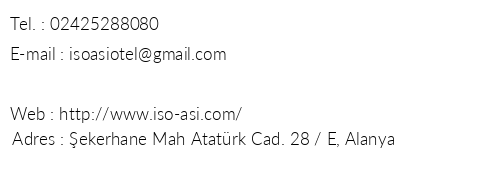 Tel. : 02425288080
E-mail : isoasiotel@gmail.com
Web : http://www.iso-asi.com/
Adres : Şekerhane Mah Atatürk Cad. 28 / E, Alanya